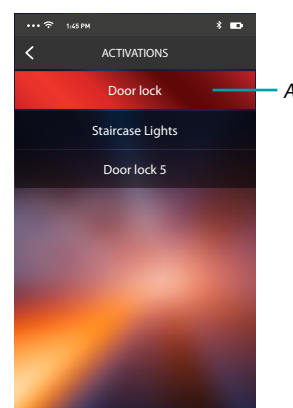 1:45 PM
ACTIVATIONS
Door lock
A
Staircase Lights
Door lock 5